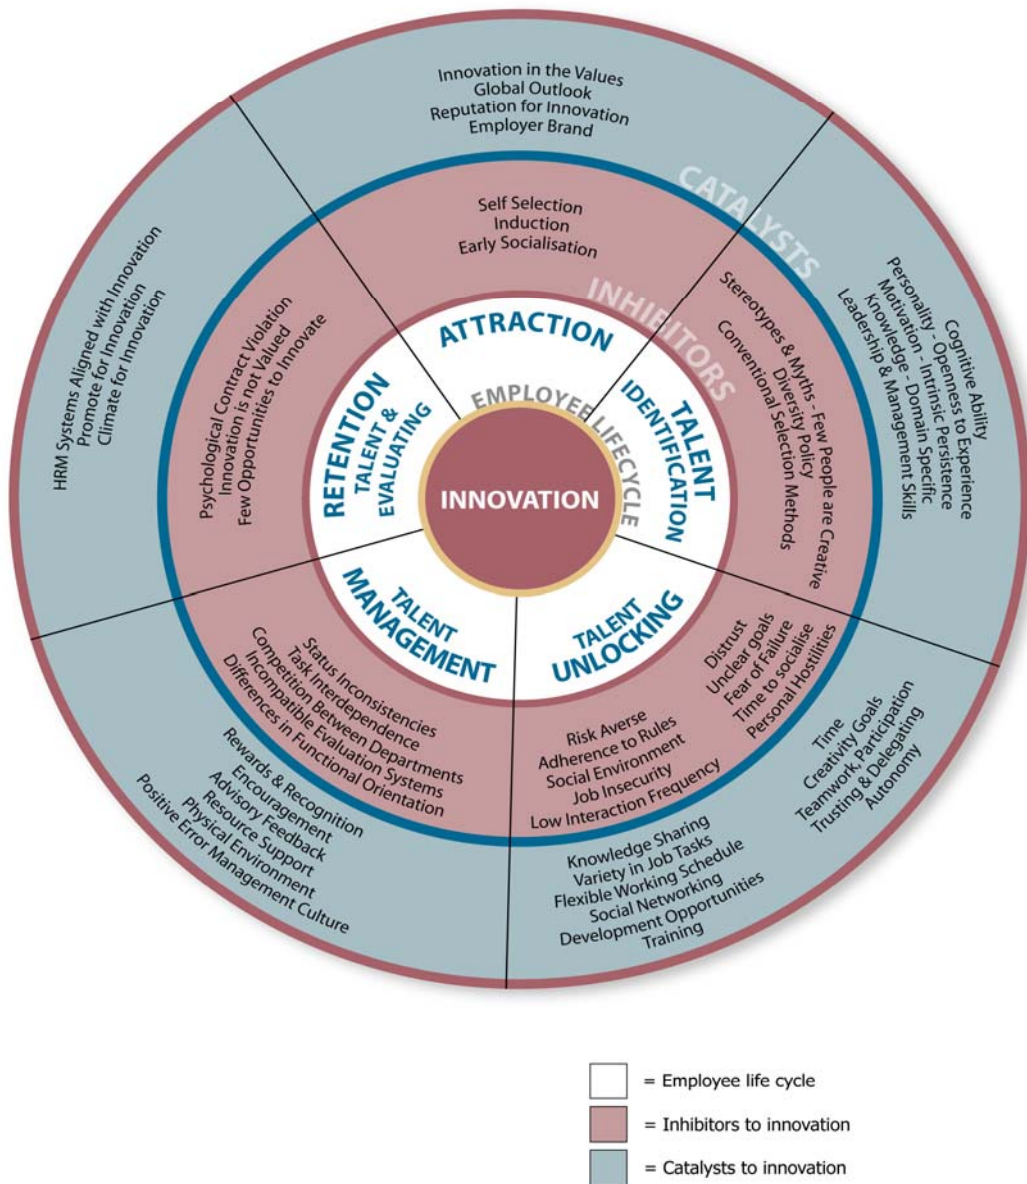 Innovation in the Values
Global Outlook
Reputation for Innovation
Employer Brand
CATALYSTS
Self Selection
Induction
Early Socialisation
INHIBITORS
ATTRACTION
EMPLOYEE LIFECYCLE
INNOVATION
TALENT
IDENTIFICATION
Stereotypes & Myths - Few People are Creative
Diversity Policy
Conventional Selection Methods
Cognitive Ability
Personality - Openness to Experience
Motivation - Intrinsic Persistence
Knowledge - Domain Specific
Leadership & Management Skills
TALENT
UNLOCKING
Distrust
Unclear goals
Fear of Failure
Time to socialise
Personal Hostilities
Risk Averse
Adherence to Rules
Social Environment
Job Insecurity
Low Interaction Frequency
Time
Creativity Goals
Teamwork, Participation
Trusting & Delegating
Autonomy
Knowledge Sharing
Variety in Job Tasks
Flexible Working Schedule
Social Networking
Development Opportunities
Training
TALENT
MANAGEMENT
Status Inconsistencies
Task Interdependence
Competition Between Departments
Incompatible Evaluation Systems
Differences in Functional Orientation
Rewards & Recognition
Encouragement
Advisory Feedback
Resource Support
Physical Environment
Positive Error Management Culture
RETENTION
TALENT &
EVALUATING
Psychological Contract Violation
Innovation is not Valued
Few Opportunities to Innovate
HRM Systems Aligned with Innovation
Promote for Innovation
Climate for Innovation
= Employee life cycle
= Inhibitors to innovation
= Catalysts to innovation